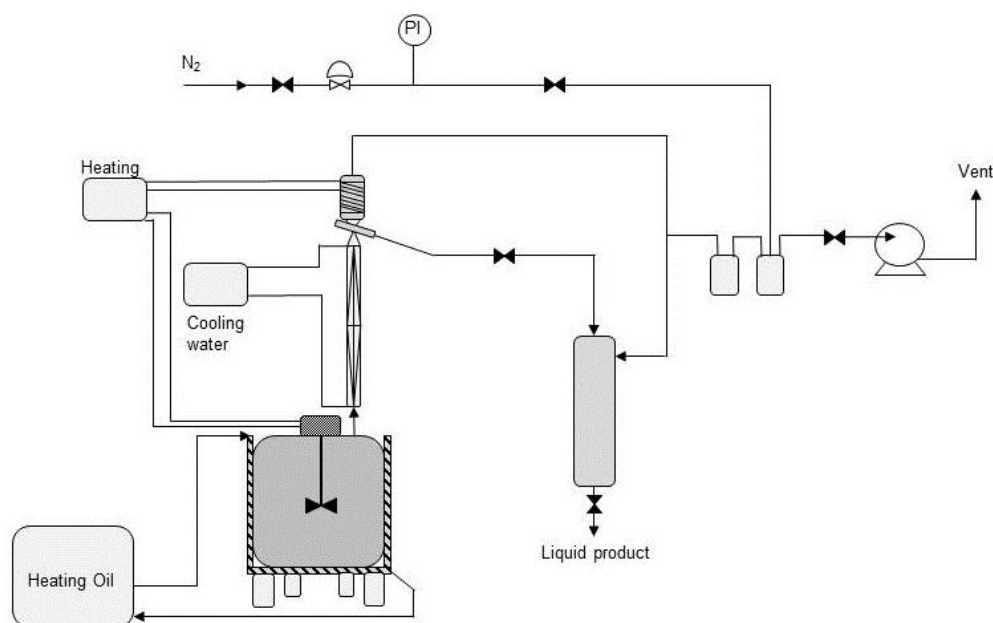 PI
N₂
Heating
Vent
Cooling
water
Liquid product
Heating Oil